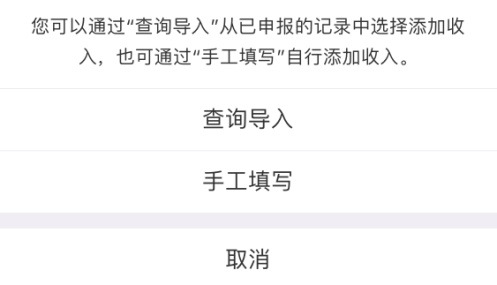 您可以通过“查询导入”从已申报的记录中选择添加收
入，也可通过“手工填写”自行添加收入。
查询导入
手工填写
取消